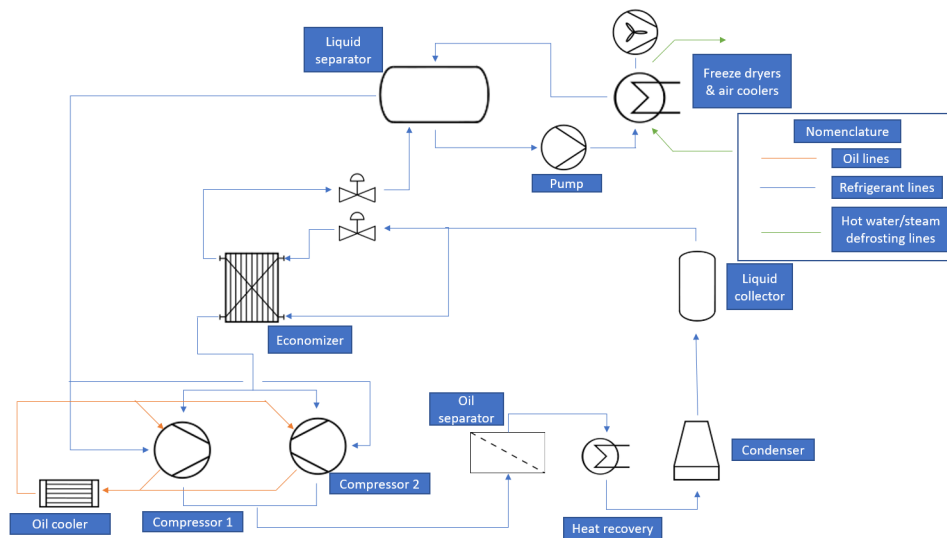 Liquid
separator
Freeze dryers
& air coolers
Nomenclature
Oil lines
Pump
Refrigerant lines
Hot water/steam
defrosting lines
Liquid
collector
Economizer
Oil
separator
Condenser
Compressor 2
Oil cooler
Compressor 1
Heat recovery